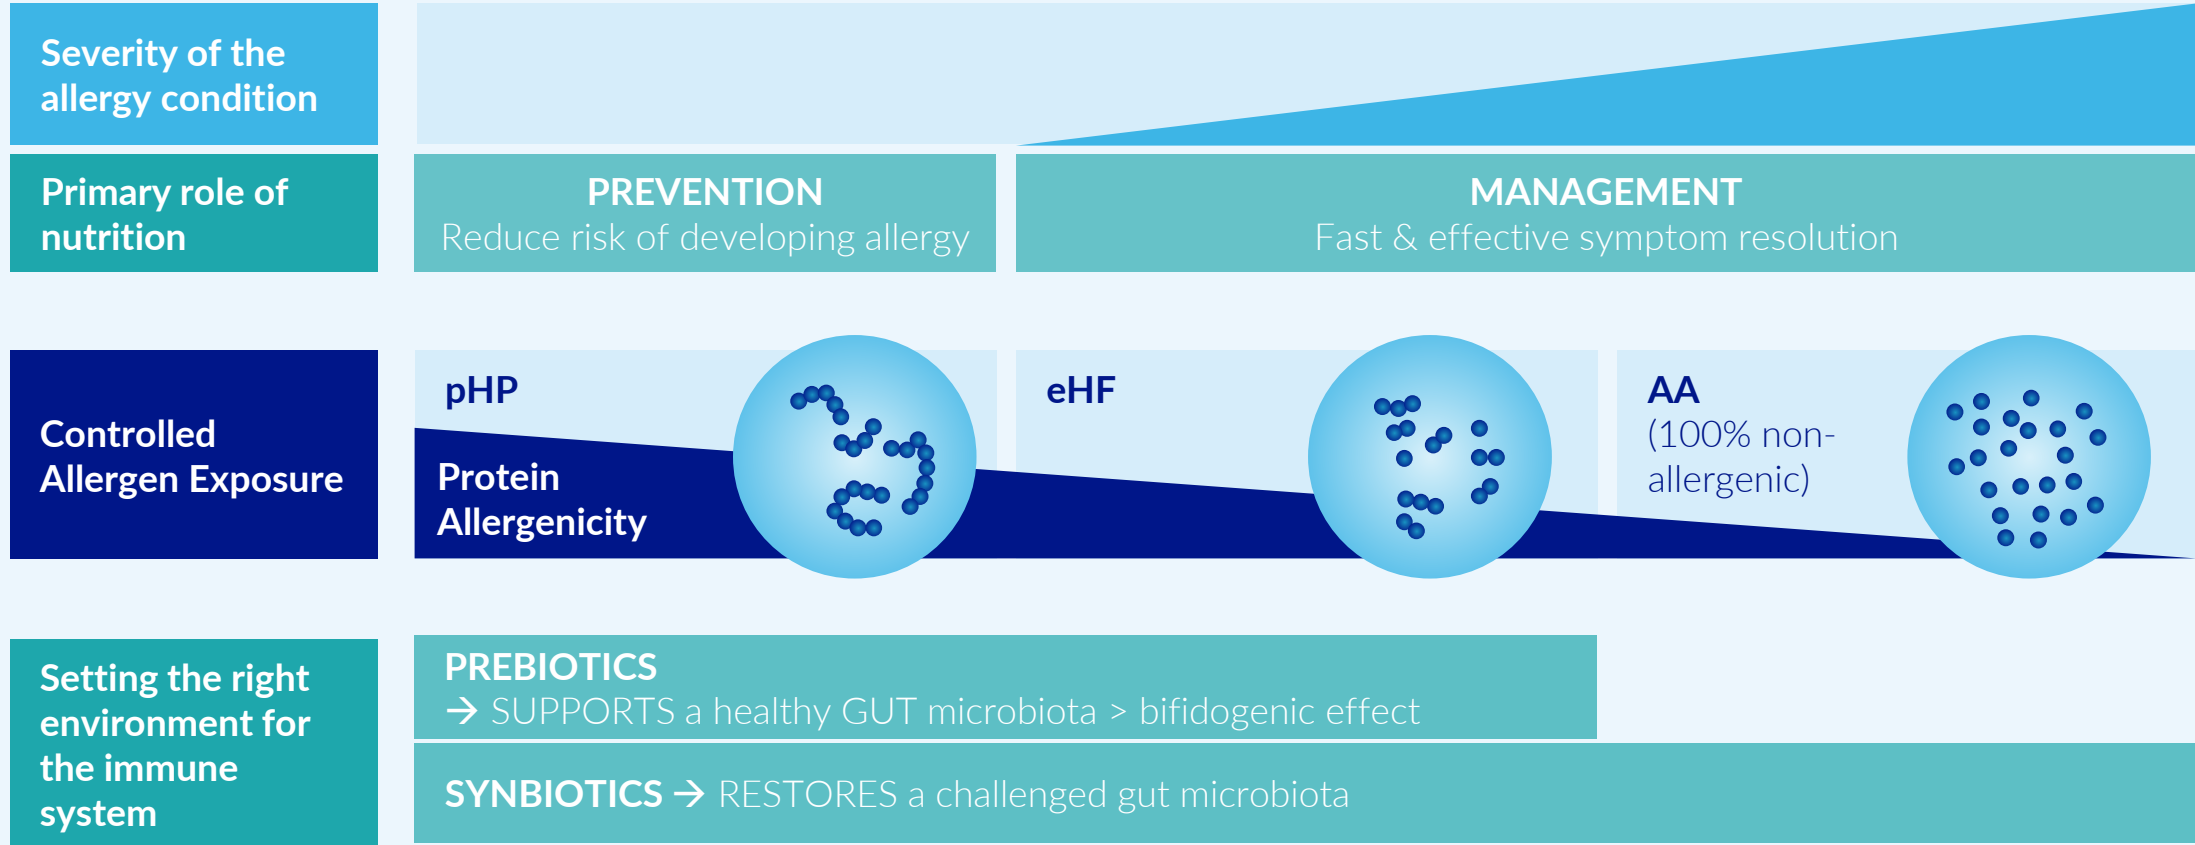 Severity of the
allergy condition
Primary role of
nutrition
PREVENTION
Reduce risk of developing allergy
MANAGEMENT
Fast & effective symptom resolution
Controlled
Allergen Exposure
pHP
Protein
Allergenicity
eHF
AA
(100% non-
allergenic)
Setting the right
environment for
the immune
system
PREBIOTICS
→ SUPPORTS a healthy GUT microbiota > bifidogenic effect
SYNBIOTICS → RESTORES a challenged gut microbiota